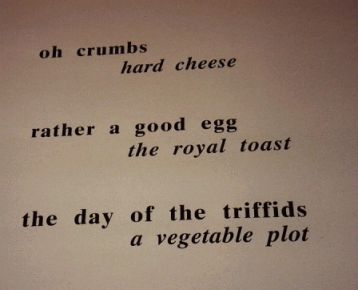 oh crumbs
hard cheese
rather a good egg
the royal toast
the day of the triffids
a vegetable plot